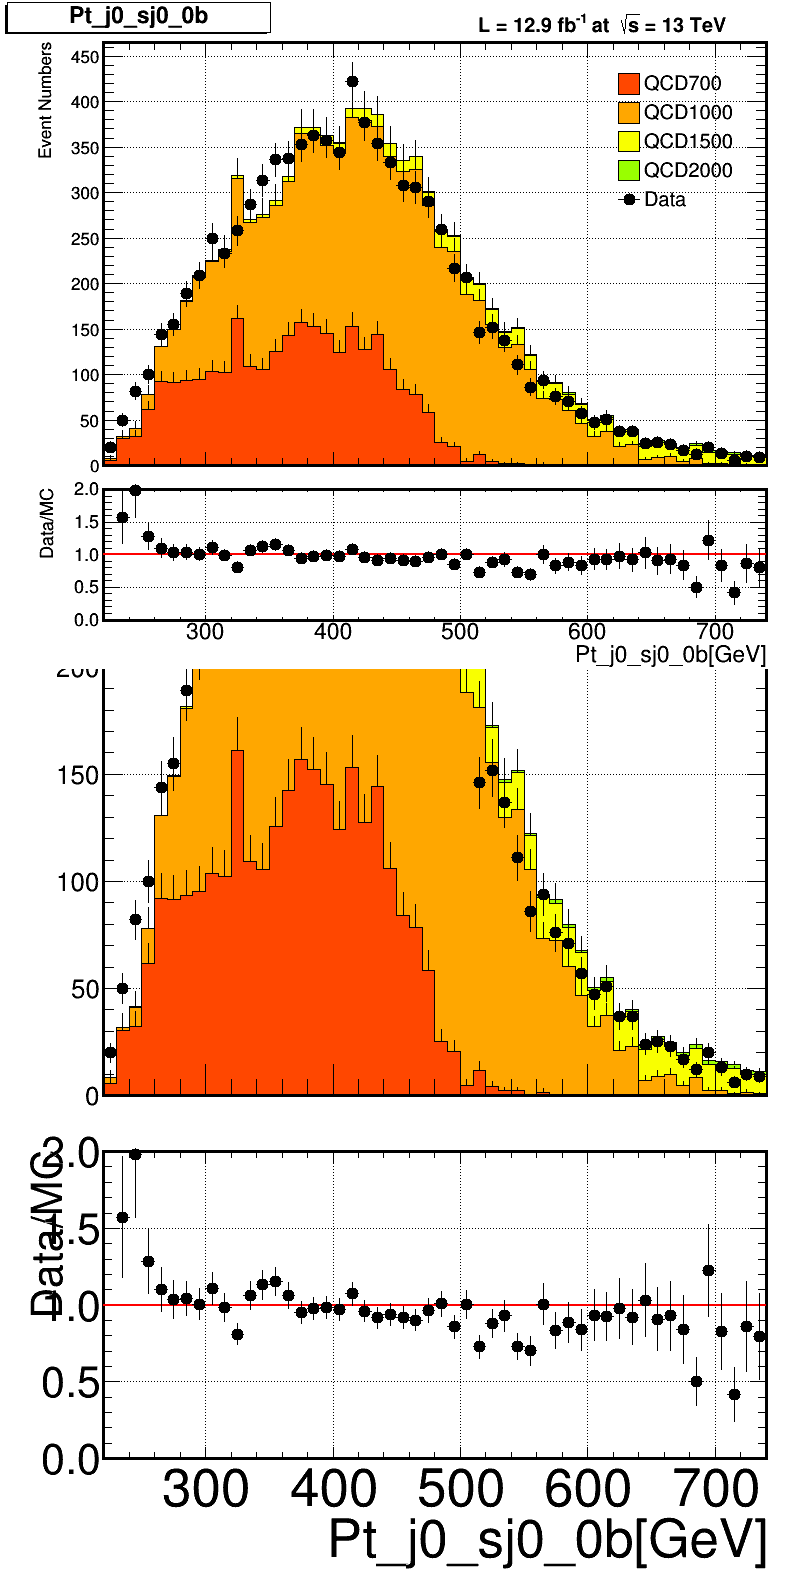 Pt_j0_sj0_0b
L = 12.9 fb⁻¹ at √s = 13 TeV
Event Numbers
450
400
350
300
250
200
150
100
50
0
QCD700
QCD1000
QCD1500
QCD2000
Data
Data/MC
2.0
1.5
1.0
0.5
0.0
300 400 500 600 700
Pt_j0_sj0_0b[GeV]
200
150
100
50
0
Data/MC
2.0
1.5
1.0
0.5
0.0
300 400 500 600 700
Pt_j0_sj0_0b[GeV]